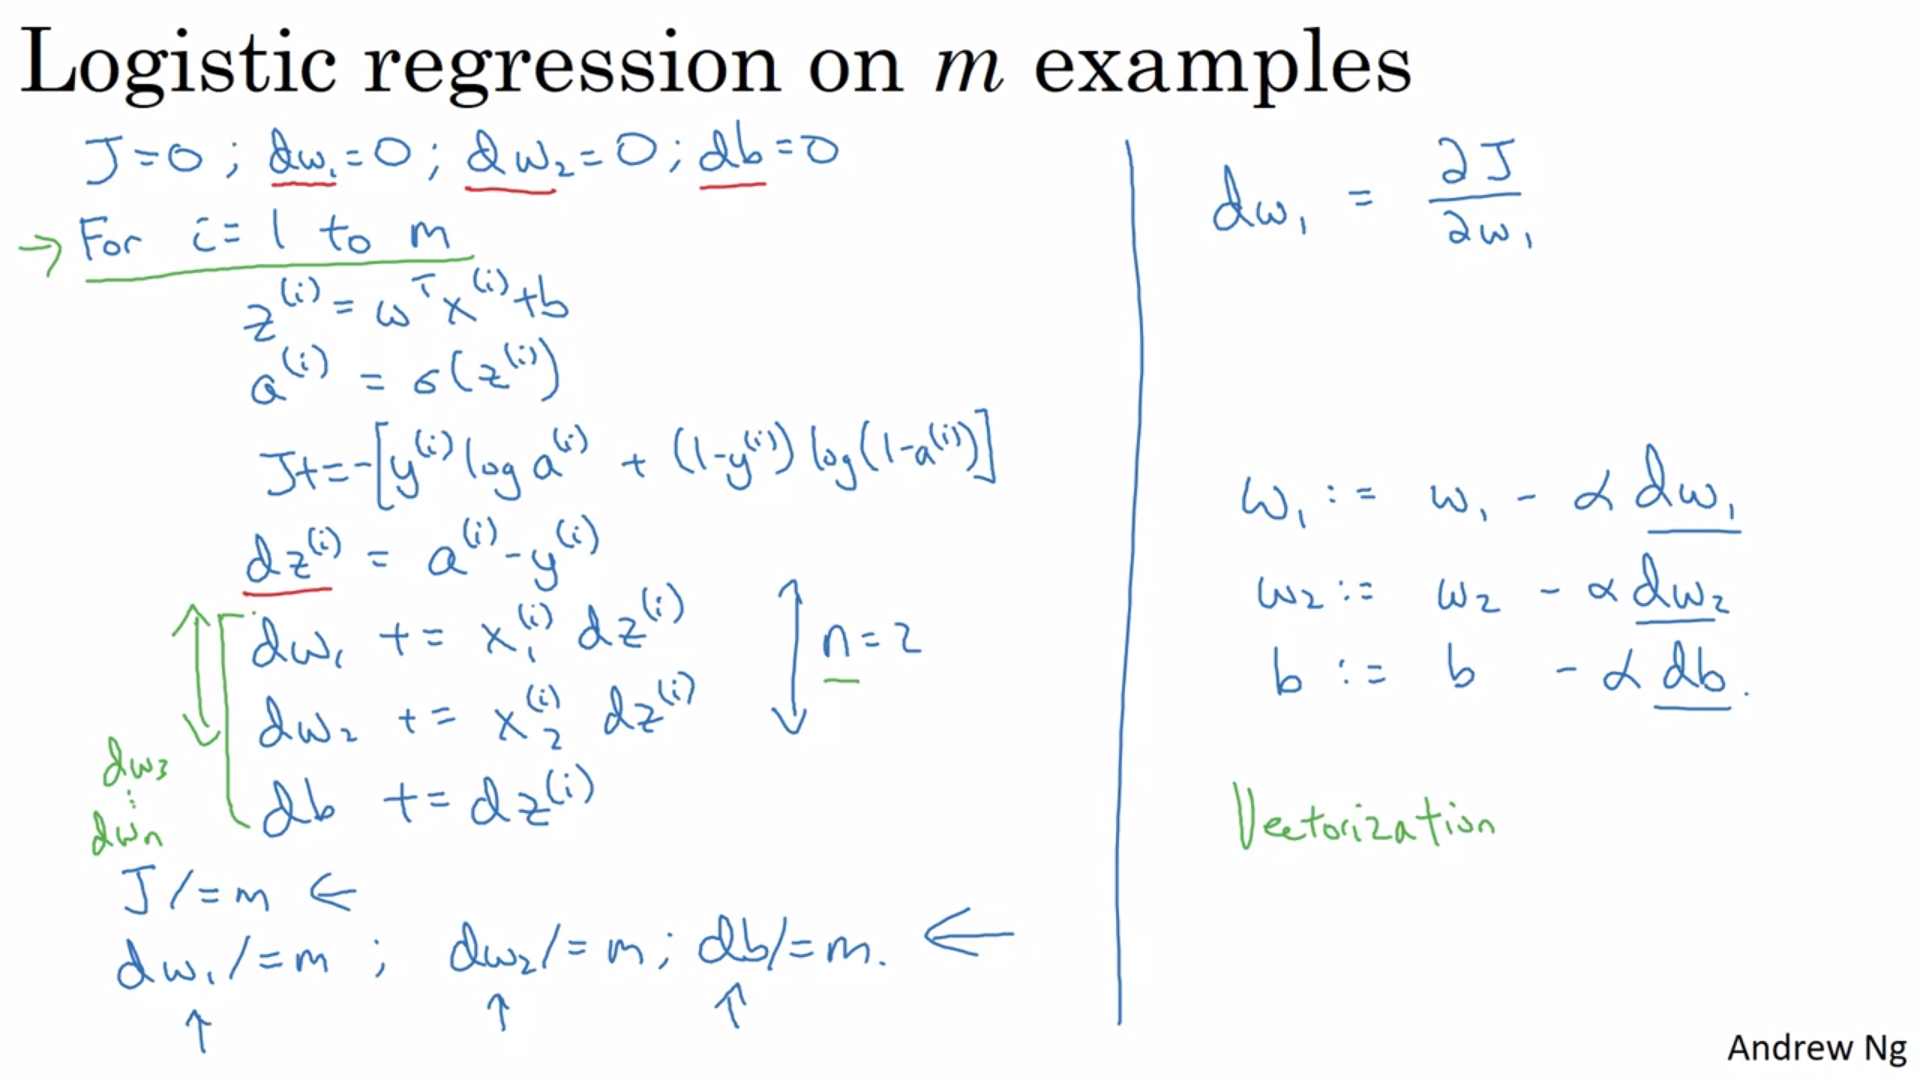 Logistic regression on m examples
J=0 ; dw₁=0 ; dw₂=0 ; db=0
→ For i=1 to m
z⁽ⁱ⁾ = ωᵀx⁽ⁱ⁾+b
a⁽ⁱ⁾ = σ(z⁽ⁱ⁾)
J+=-[y⁽ⁱ⁾ log a⁽ⁱ⁾ + (1-y⁽ⁱ⁾) log(1-a⁽ⁱ⁾)]
dz⁽ⁱ⁾ = a⁽ⁱ⁾-y⁽ⁱ⁾
dw₁ += x₁⁽ⁱ⁾ dz⁽ⁱ⁾
n=2
dw₂ += x₂⁽ⁱ⁾ dz⁽ⁱ⁾
db += dz⁽ⁱ⁾
dw₃
⋮
dwₙ
J/=m ←
dw₁/=m ; dw₂/=m ; db/=m. ←
↑ ↑ ↑
dw₁ = ∂J/∂w₁
w₁ := w₁ - α dw₁
w₂ := w₂ - α dw₂
b := b - α db.
Vectorization
Andrew Ng